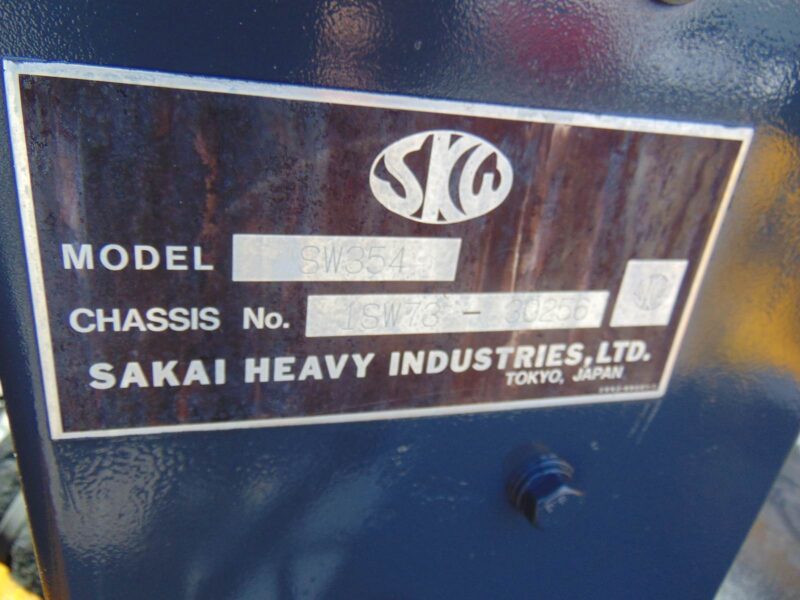 SKW
MODEL SW354
CHASSIS No. 1SW73 - 30256
SAKAI HEAVY INDUSTRIES, LTD.
TOKYO, JAPAN